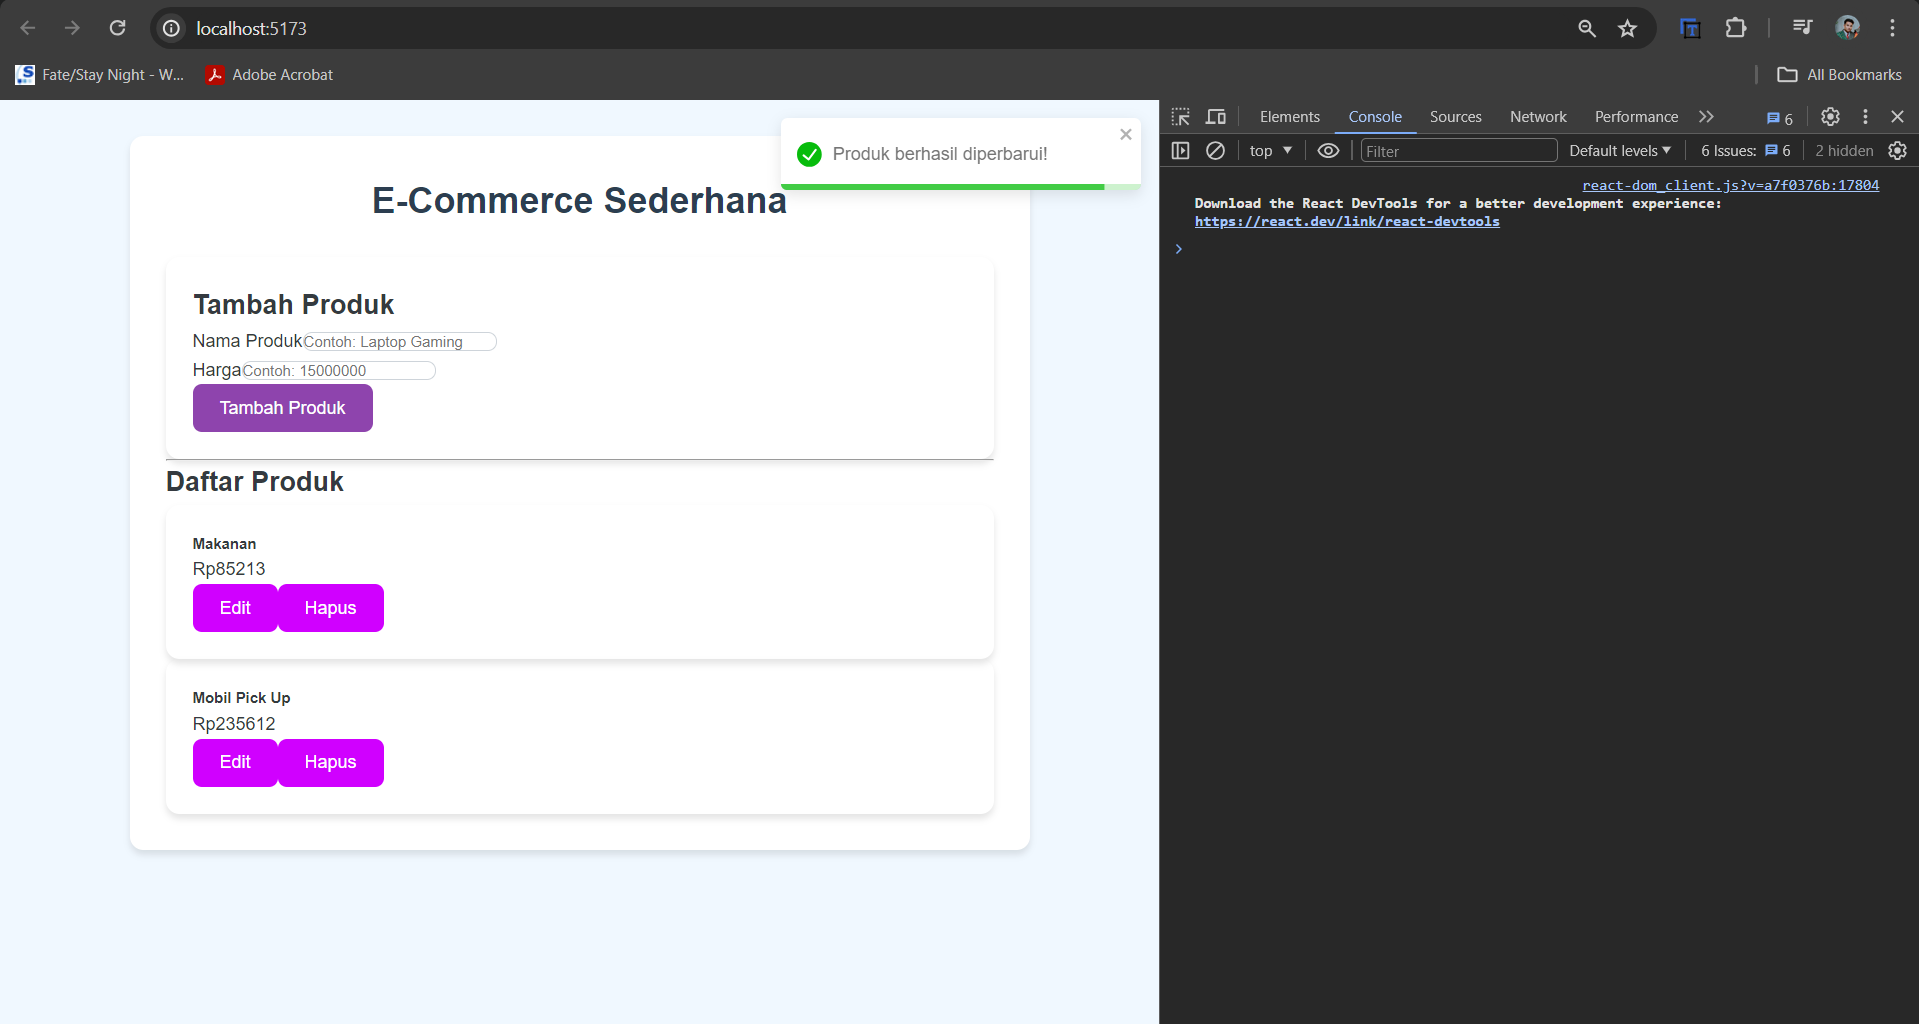 localhost:5173
Fate/Stay Night - W...
Adobe Acrobat
All Bookmarks
Produk berhasil diperbarui!
E-Commerce Sederhana
Tambah Produk
Nama Produk Contoh: Laptop Gaming
Harga Contoh: 15000000
Tambah Produk
Daftar Produk
Makanan
Rp85213
Edit Hapus
Mobil Pick Up
Rp235612
Edit Hapus
Elements Console Sources Network Performance 6
top Filter Default levels 6 Issues: 6 2 hidden
react-dom_client.js?v=a7f0376b:17804
Download the React DevTools for a better development experience:
https://react.dev/link/react-devtools